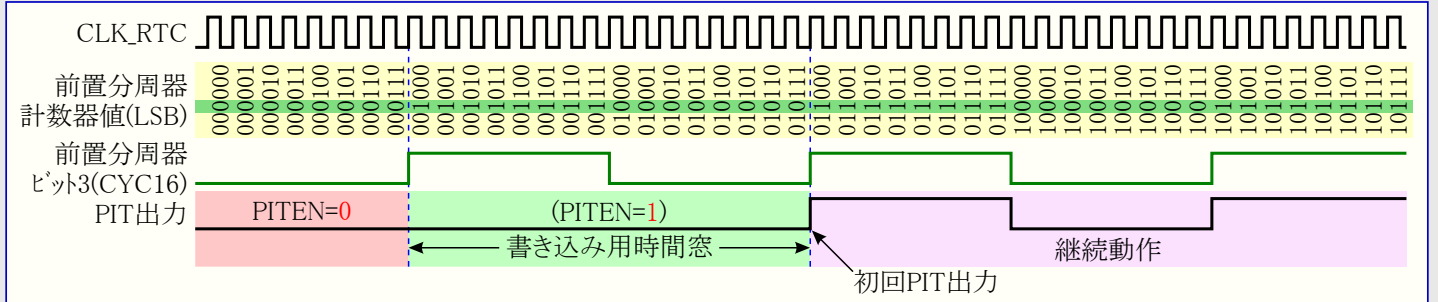 CLK_RTC
前置分周器
計数器値(LSB)
000000 000001 000010 000011 000100 000101 000110 000111 001000 001001 001010 001011 001100 001101 001110 001111 010000 010001 010010 010011 010100 010101 010110 010111 011000 011001 011010 011011 011100 011101 011110 011111 100000 100001 100010 100011 100100 100101 100110 100111 101000 101001 101010 101011 101100 101101 101110 101111
前置分周器
ﾋﾞｯﾄ3(CYC16)
PIT出力 PITEN=0 (PITEN=1)
書き込み用時間窓 継続動作
初回PIT出力